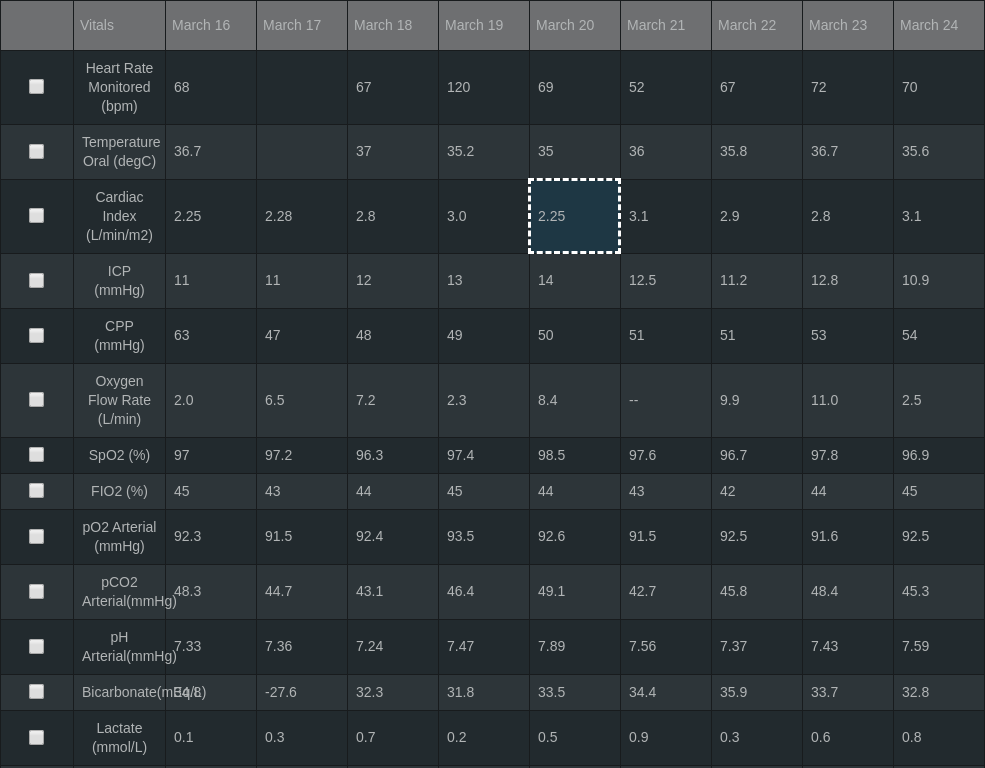 Vitals March 16 March 17 March 18 March 19 March 20 March 21 March 22 March 23 March 24
Heart Rate
Monitored
(bpm)
68 67 120 69 52 67 72 70
Temperature
Oral (degC)
36.7 37 35.2 35 36 35.8 36.7 35.6
Cardiac
Index
(L/min/m2)
2.25 2.28 2.8 3.0 2.25 3.1 2.9 2.8 3.1
ICP
(mmHg)
11 11 12 13 14 12.5 11.2 12.8 10.9
CPP
(mmHg)
63 47 48 49 50 51 51 53 54
Oxygen
Flow Rate
(L/min)
2.0 6.5 7.2 2.3 8.4 -- 9.9 11.0 2.5
SpO2 (%) 97 97.2 96.3 97.4 98.5 97.6 96.7 97.8 96.9
FIO2 (%) 45 43 44 45 44 43 42 44 45
pO2 Arterial
(mmHg)
92.3 91.5 92.4 93.5 92.6 91.5 92.5 91.6 92.5
pCO2
Arterial(mmHg)
48.3 44.7 43.1 46.4 49.1 42.7 45.8 48.4 45.3
pH
Arterial(mmHg)
7.33 7.36 7.24 7.47 7.89 7.56 7.37 7.43 7.59
Bicarbonate(mEq/L) -27.6 32.3 31.8 33.5 34.4 35.9 33.7 32.8
Lactate
(mmol/L)
0.1 0.3 0.7 0.2 0.5 0.9 0.3 0.6 0.8